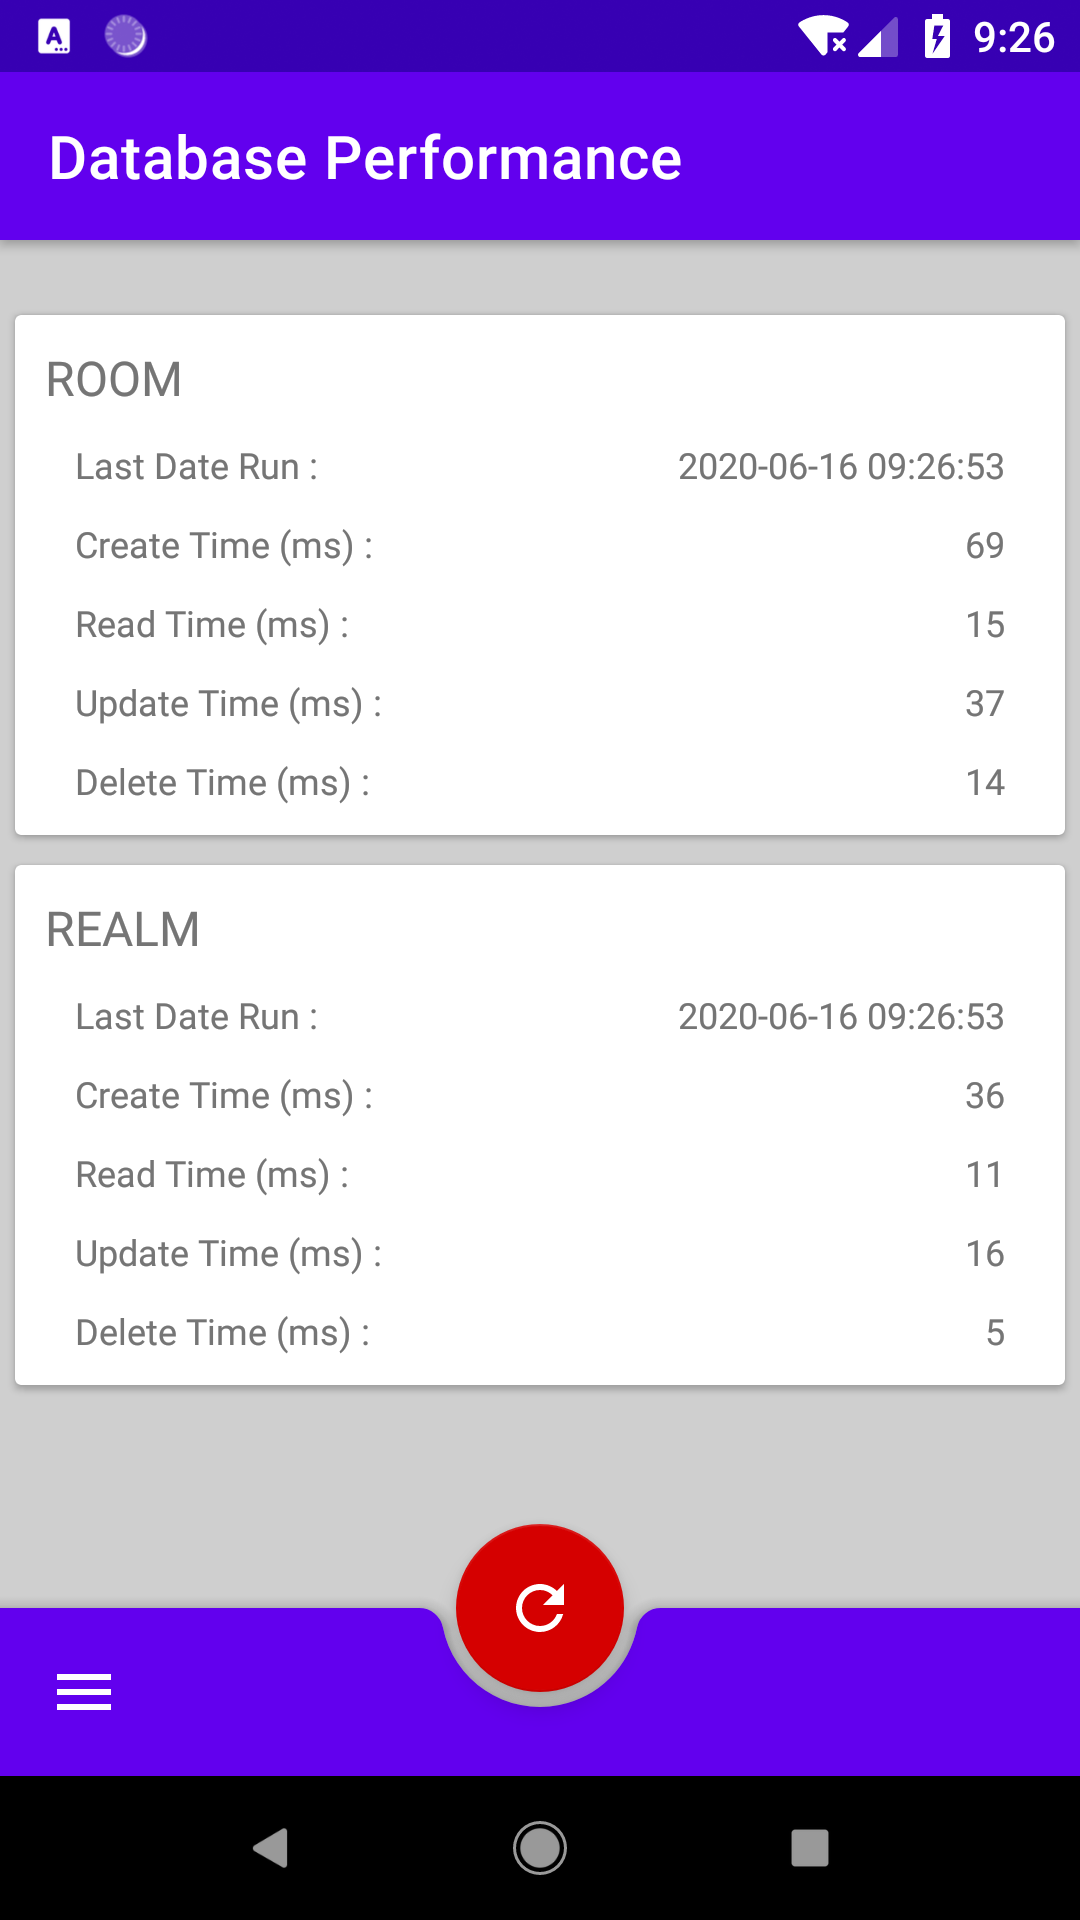 A
9:26
Database Performance
ROOM
Last Date Run : 2020-06-16 09:26:53
Create Time (ms) : 69
Read Time (ms) : 15
Update Time (ms) : 37
Delete Time (ms) : 14
REALM
Last Date Run : 2020-06-16 09:26:53
Create Time (ms) : 36
Read Time (ms) : 11
Update Time (ms) : 16
Delete Time (ms) : 5